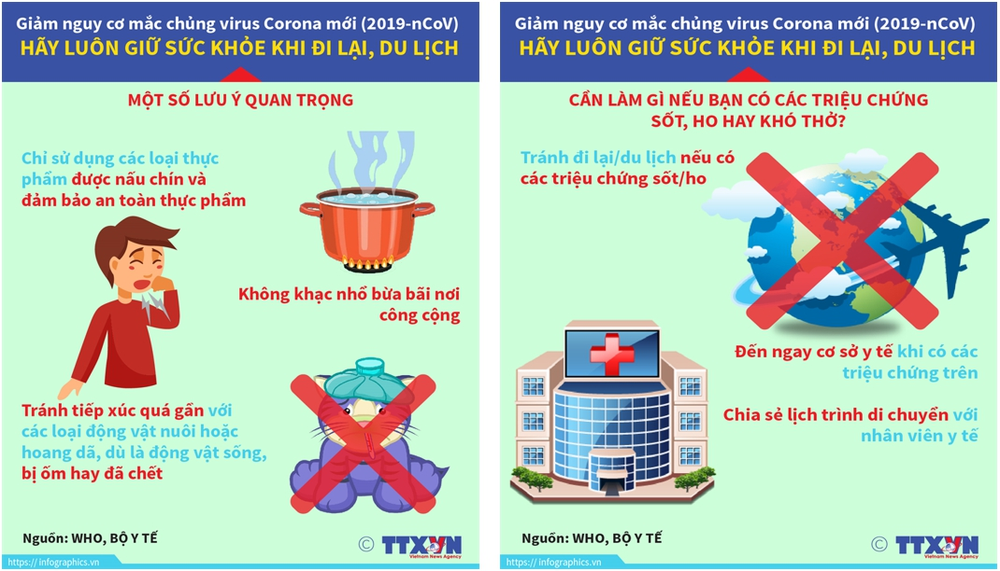 Giảm nguy cơ mắc chủng virus Corona mới (2019-nCoV)
HÃY LUÔN GIỮ SỨC KHỎE KHI ĐI LẠI, DU LỊCH
MỘT SỐ LƯU Ý QUAN TRỌNG
Chỉ sử dụng các loại thực
phẩm được nấu chín và
đảm bảo an toàn thực phẩm
Không khạc nhổ bừa bãi nơi
công cộng
Tránh tiếp xúc quá gần với
các loại động vật nuôi hoặc
hoang dã, dù là động vật sống,
bị ốm hay đã chết
Nguồn: WHO, BỘ Y TẾ
© TTXVN
Vietnam News Agency
https://infographics.vn
Giảm nguy cơ mắc chủng virus Corona mới (2019-nCoV)
HÃY LUÔN GIỮ SỨC KHỎE KHI ĐI LẠI, DU LỊCH
CẦN LÀM GÌ NẾU BẠN CÓ CÁC TRIỆU CHỨNG
SỐT, HO HAY KHÓ THỞ?
Tránh đi lại/du lịch nếu có
các triệu chứng sốt/ho
Đến ngay cơ sở y tế khi có các
triệu chứng trên
Chia sẻ lịch trình di chuyển với
nhân viên y tế
Nguồn: WHO, BỘ Y TẾ
© TTXVN
Vietnam News Agency
https://infographics.vn